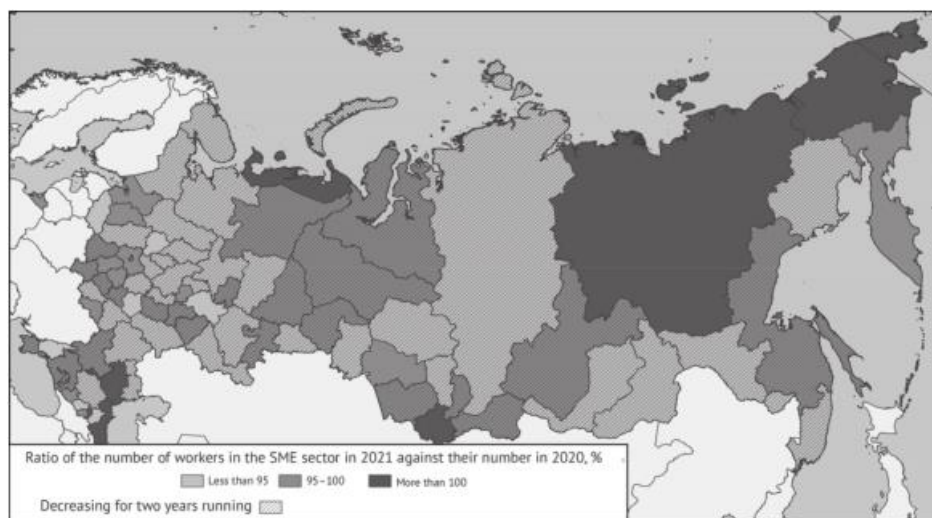 Ratio of the number of workers in the SME sector in 2021 against their number in 2020, %
Less than 95 95–100 More than 100
Decreasing for two years running